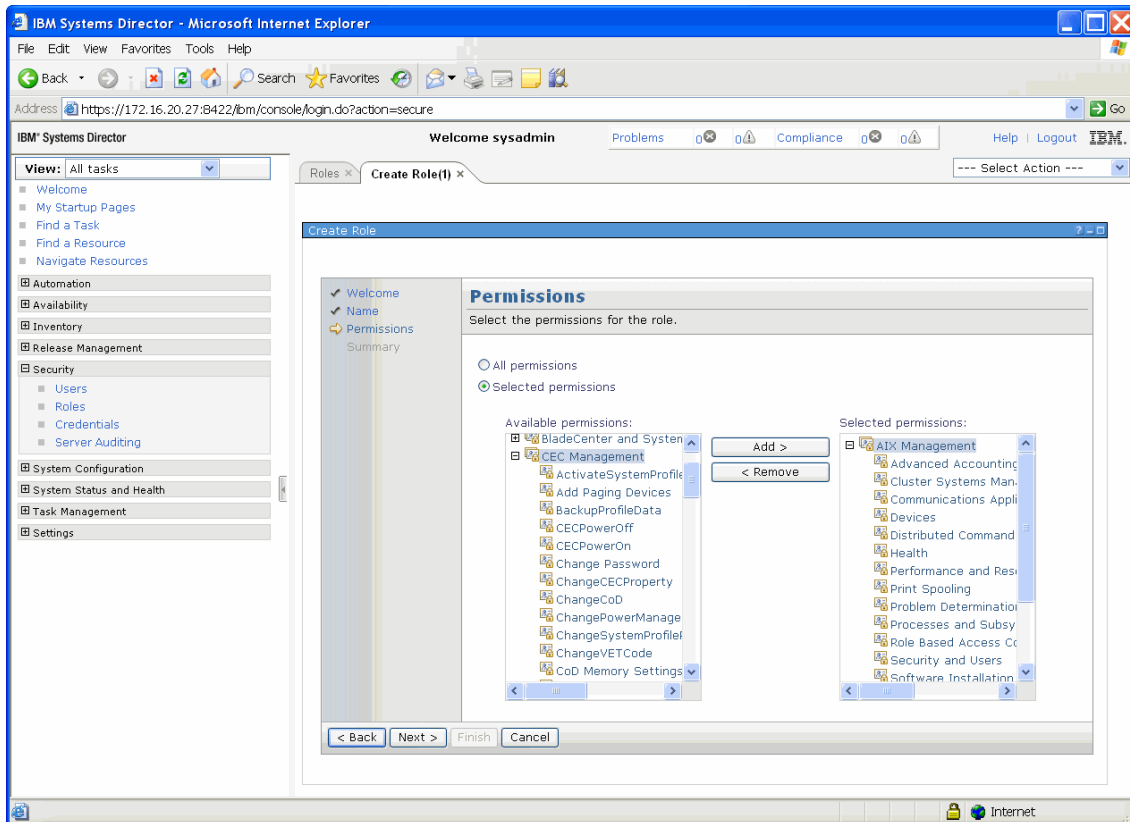 IBM Systems Director - Microsoft Internet Explorer
File Edit View Favorites Tools Help
Back Search Favorites
Address https://172.16.20.27:8422/ibm/console/login.do?action=secure Go
IBM® Systems Director Welcome sysadmin Problems 0 0 Compliance 0 0 Help | Logout IBM.
View: All tasks
Roles × Create Role(1) × --- Select Action ---
Welcome
My Startup Pages
Find a Task
Find a Resource
Navigate Resources
Automation
Availability
Inventory
Release Management
Security
Users
Roles
Credentials
Server Auditing
System Configuration
System Status and Health
Task Management
Settings
Create Role ?
Welcome
Name
Permissions
Summary
Permissions
Select the permissions for the role.
All permissions
Selected permissions
Available permissions:
BladeCenter and System
CEC Management
ActivateSystemProfile
Add Paging Devices
BackupProfileData
CECPowerOff
CECPowerOn
Change Password
ChangeCECProperty
ChangeCoD
ChangePowerManage
ChangeSystemProfile
ChangeVETCode
CoD Memory Settings
Add >
< Remove
Selected permissions:
AIX Management
Advanced Accounting
Cluster Systems Man
Communications Appli
Devices
Distributed Command
Health
Performance and Res
Print Spooling
Problem Determination
Processes and Subsy
Role Based Access Co
Security and Users
Software Installation
< Back Next > Finish Cancel
Internet